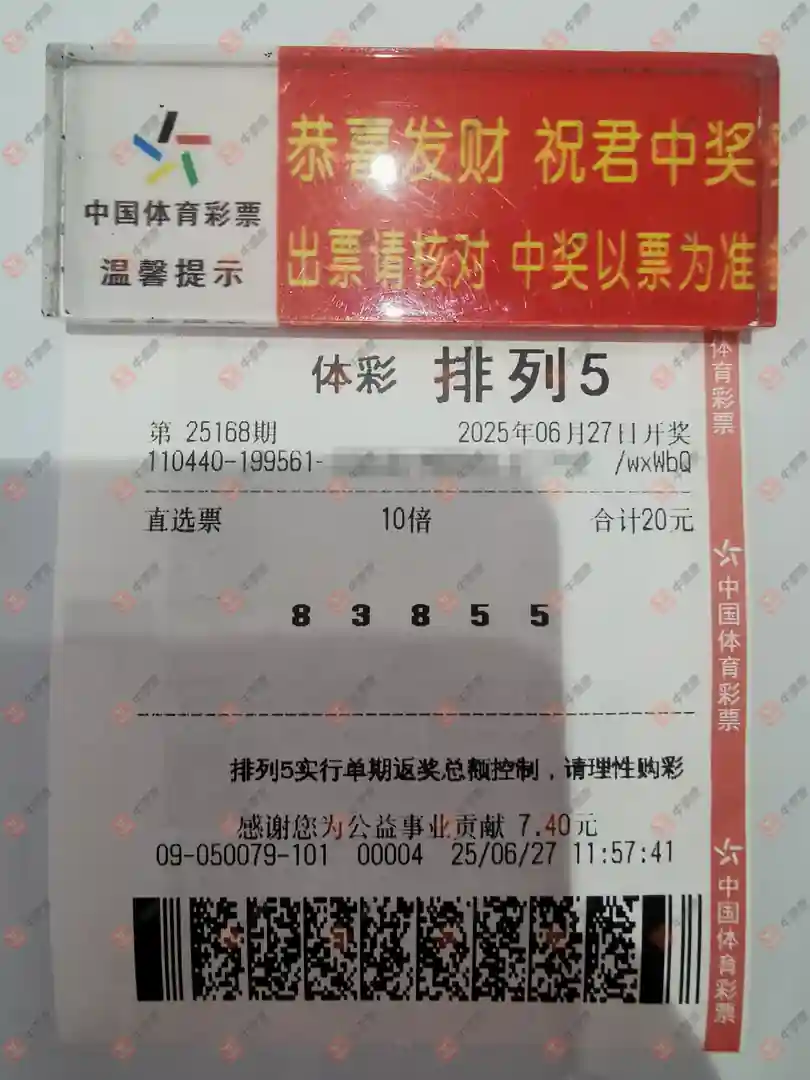 中国体育彩票
温馨提示
恭喜发财 祝君中奖
出票请核对 中奖以票为准
体彩 排列5
第 25168期 2025年06月27日开奖
110440-199561- /wxWbQ
直选票 10倍 合计20元
8 3 8 5 5
排列5实行单期返奖总额控制，请理性购彩
感谢您为公益事业贡献 7.40元
09-050079-101 00004 25/06/27 11:57:41
体育彩票
中国体育彩票
中国体育彩票